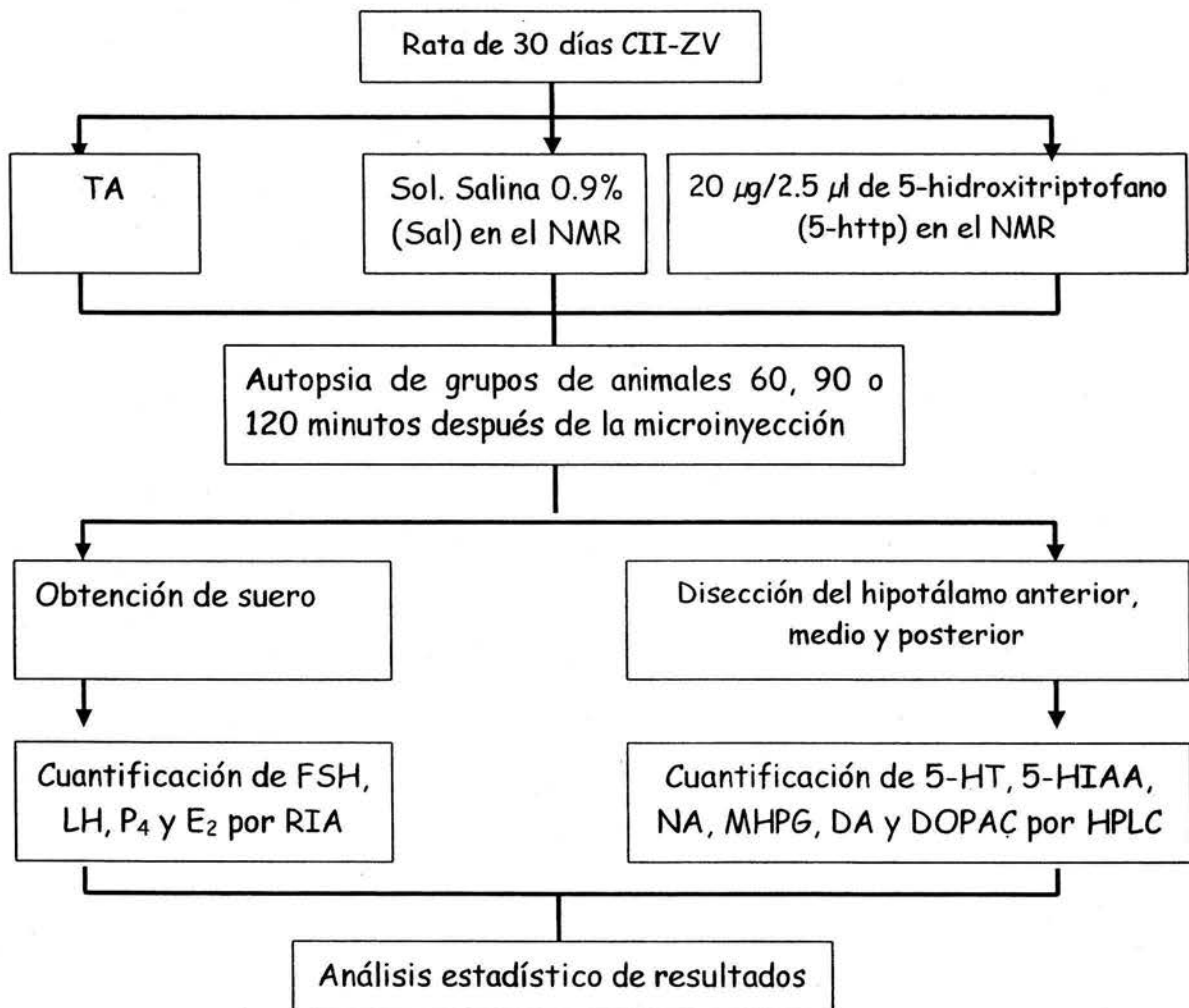 Rata de 30 días CII-ZV
TA
Sol. Salina 0.9%
(Sal) en el NMR
20 µg/2.5 µl de 5-hidroxitriptofano
(5-http) en el NMR
Autopsia de grupos de animales 60, 90 o
120 minutos después de la microinyección
Obtención de suero
Disección del hipotálamo anterior,
medio y posterior
Cuantificación de FSH,
LH, P₄ y E₂ por RIA
Cuantificación de 5-HT, 5-HIAA,
NA, MHPG, DA y DOPAC por HPLC
Análisis estadístico de resultados